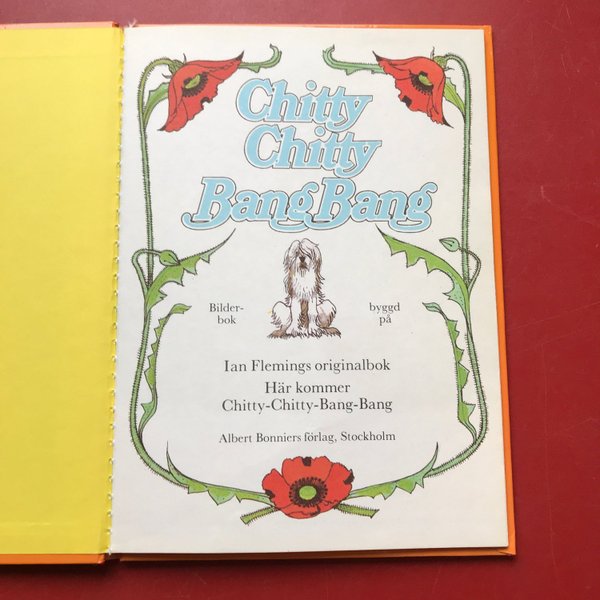 Chitty
Chitty
Bang Bang
Bilder-
bok
byggd
på
Ian Flemings originalbok
Här kommer
Chitty-Chitty-Bang-Bang
Albert Bonniers förlag, Stockholm